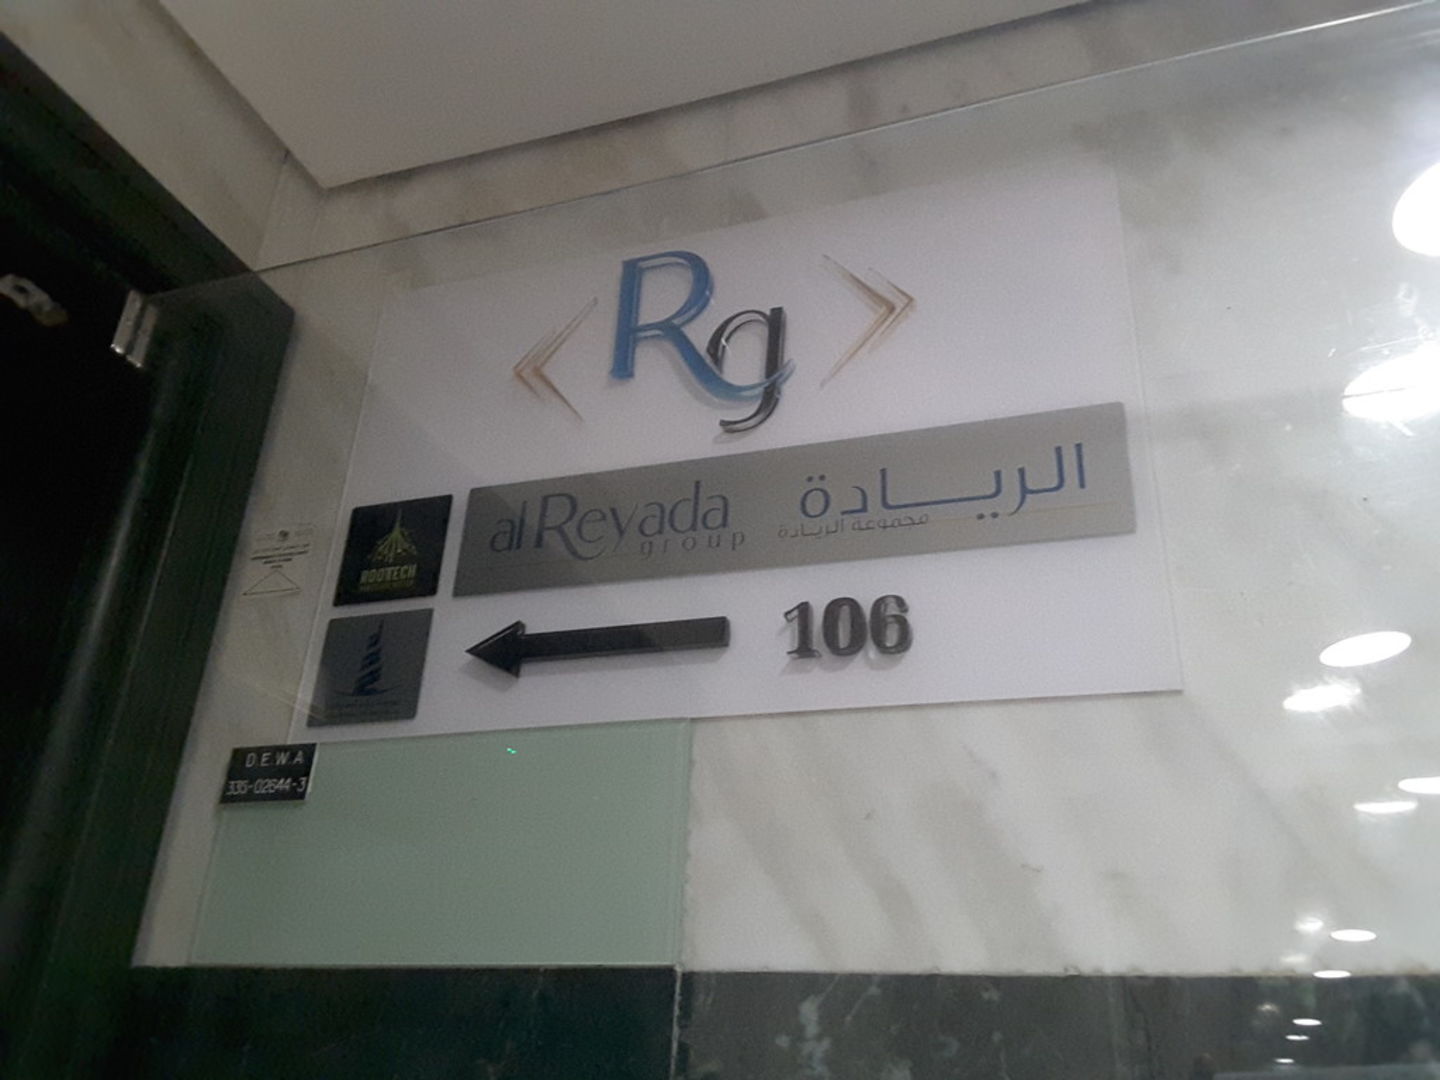 Rg
al Reyada الريادة
group مجموعة الريادة
ROOTECH
106
D.E.W.A
335-02644-3